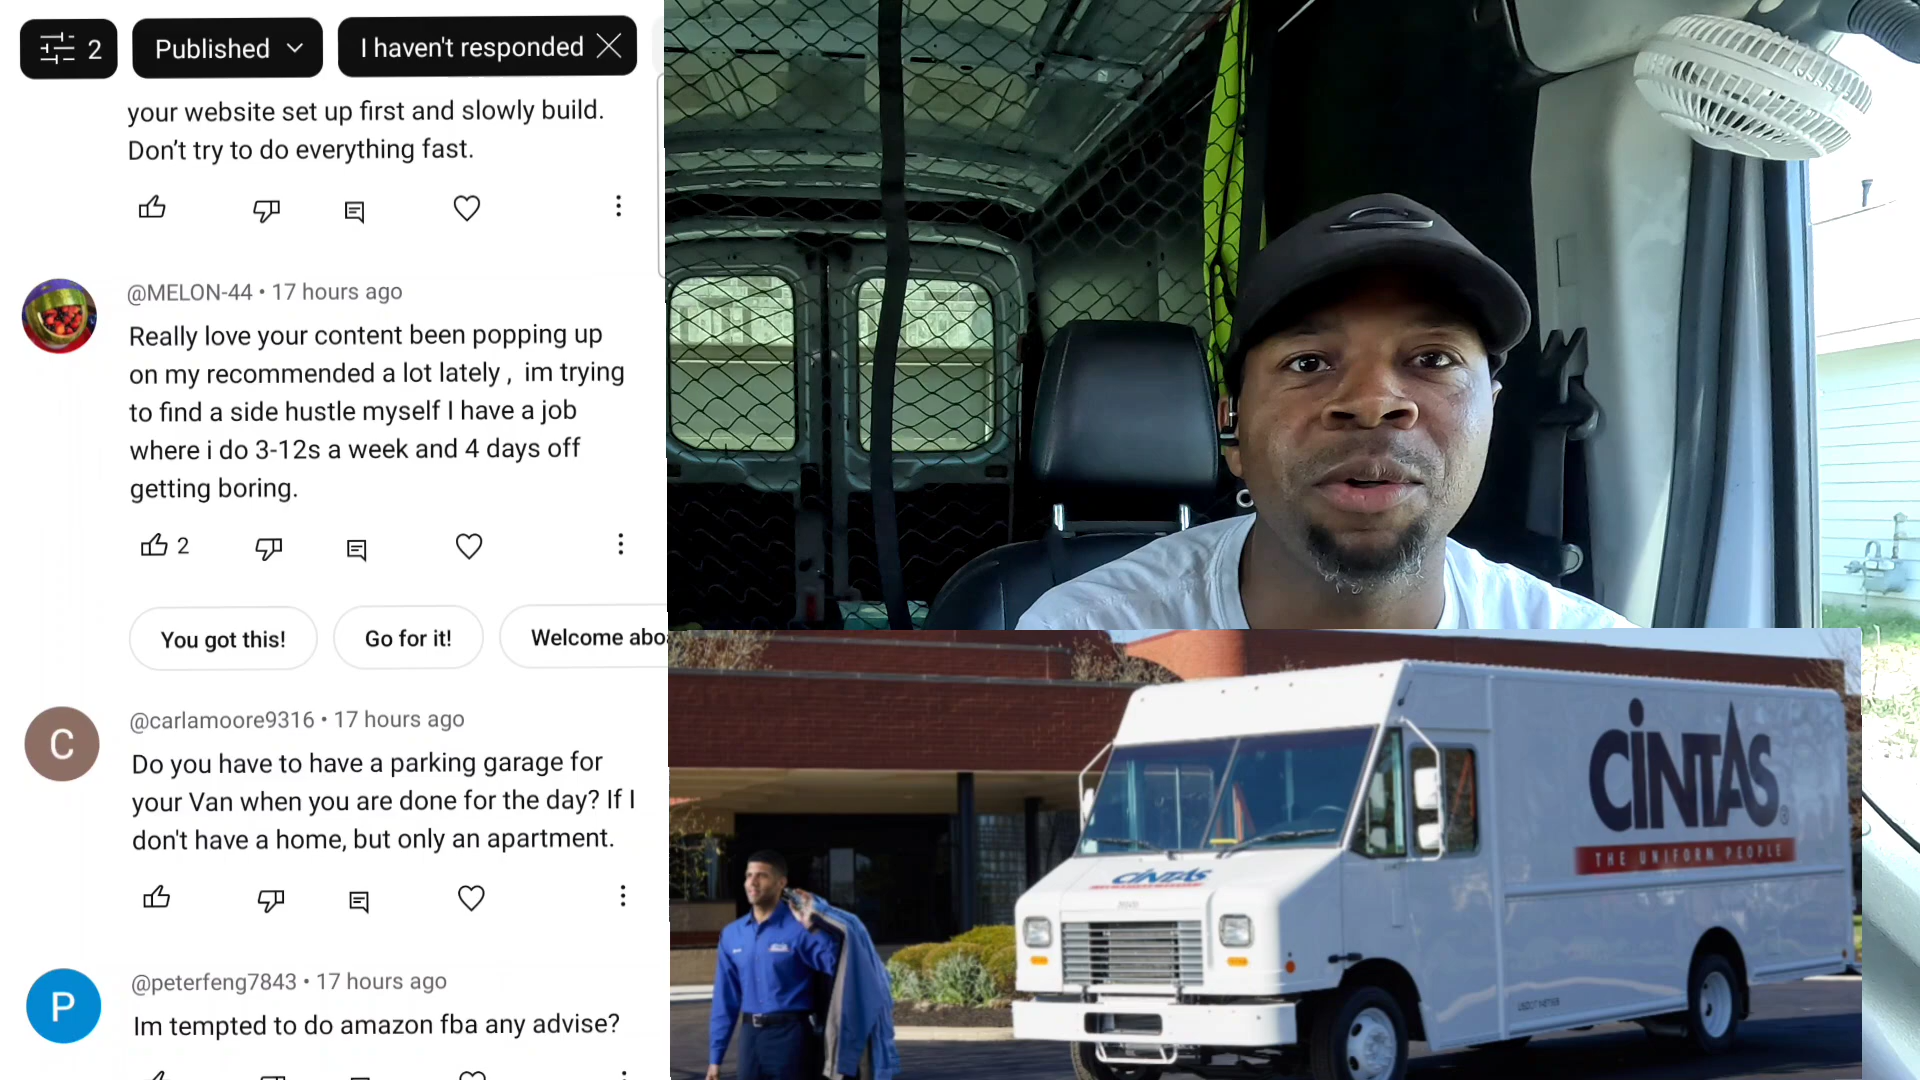 2
Published
I haven't responded
your website set up first and slowly build.
Don’t try to do everything fast.
@MELON-44 • 17 hours ago
Really love your content been popping up
on my recommended a lot lately , im trying
to find a side hustle myself I have a job
where i do 3-12s a week and 4 days off
getting boring.
2
You got this!
Go for it!
Welcome abo
C
@carlamoore9316 • 17 hours ago
Do you have to have a parking garage for
your Van when you are done for the day? If I
don't have a home, but only an apartment.
P
@peterfeng7843 • 17 hours ago
Im tempted to do amazon fba any advise?
CINTAS®
THE UNIFORM PEOPLE
CINTAS